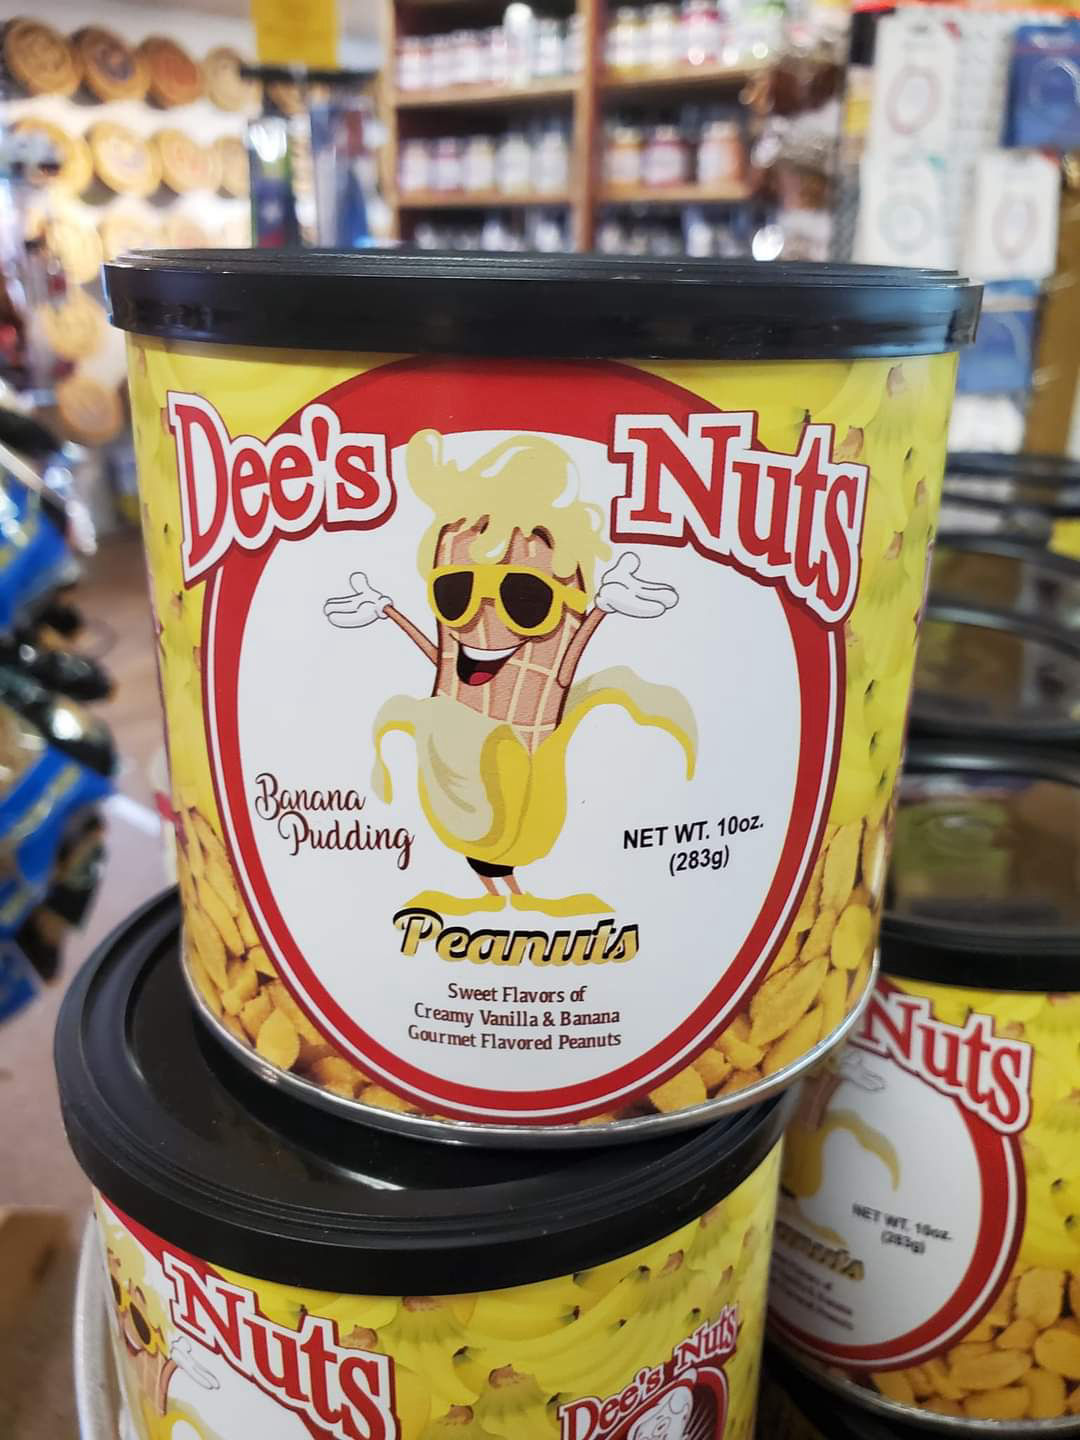 Dee's Nuts
Banana
Pudding
NET WT. 10oz.
(283g)
Peanuts
Sweet Flavors of
Creamy Vanilla & Banana
Gourmet Flavored Peanuts
Nuts
NET WT. 10oz.
(283g)
Nuts
Dee's Nuts